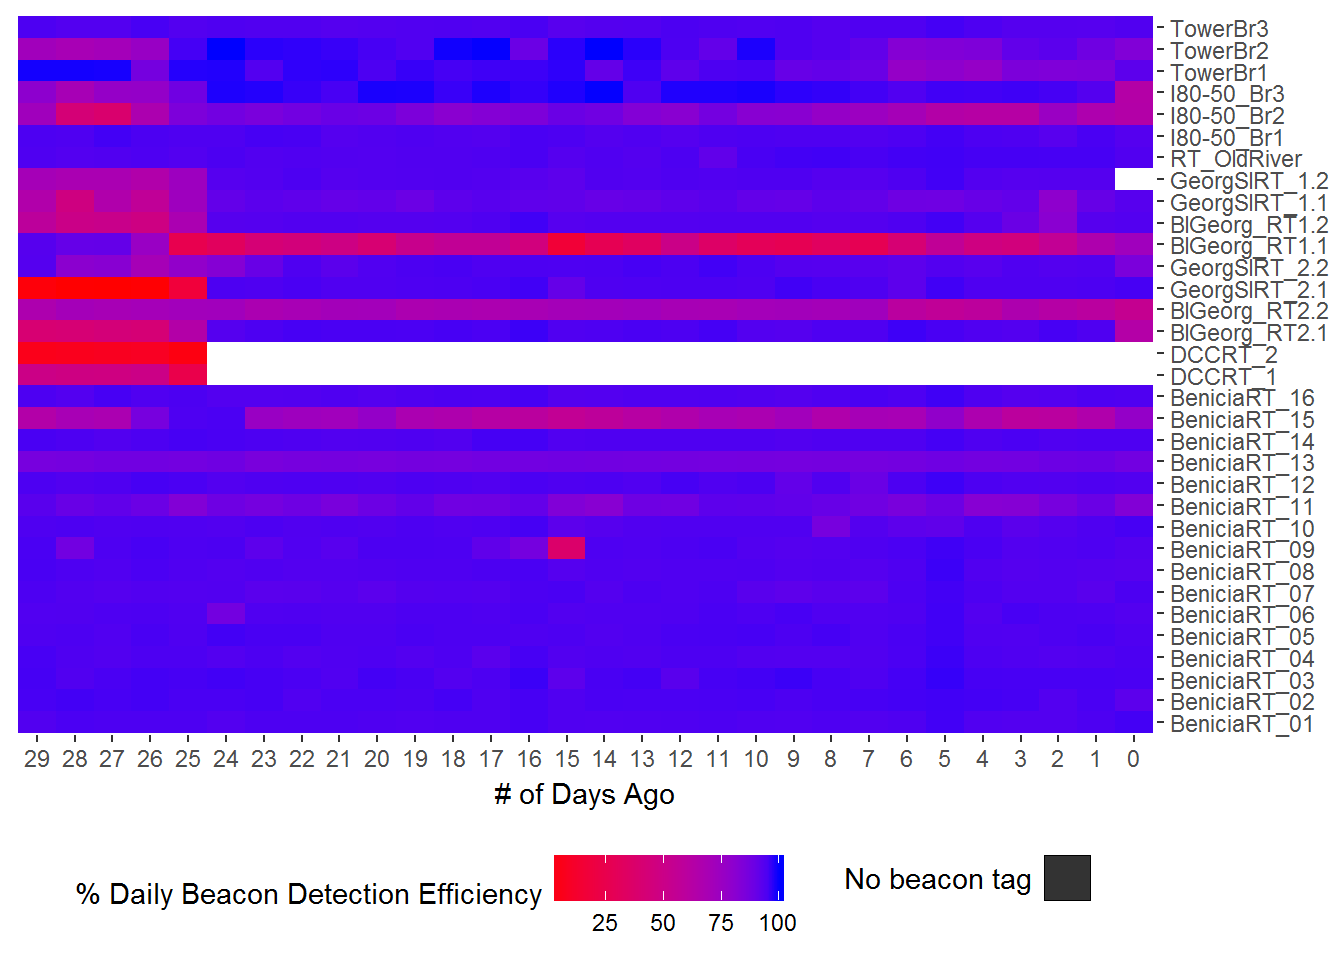 TowerBr3
TowerBr2
TowerBr1
I80-50_Br3
I80-50_Br2
I80-50_Br1
RT_OldRiver
GeorgSlRT_1.2
GeorgSlRT_1.1
BlGeorg_RT1.2
BlGeorg_RT1.1
GeorgSlRT_2.2
GeorgSlRT_2.1
BlGeorg_RT2.2
BlGeorg_RT2.1
DCCRT_2
DCCRT_1
BeniciaRT_16
BeniciaRT_15
BeniciaRT_14
BeniciaRT_13
BeniciaRT_12
BeniciaRT_11
BeniciaRT_10
BeniciaRT_09
BeniciaRT_08
BeniciaRT_07
BeniciaRT_06
BeniciaRT_05
BeniciaRT_04
BeniciaRT_03
BeniciaRT_02
BeniciaRT_01
29 28 27 26 25 24 23 22 21 20 19 18 17 16 15 14 13 12 11 10 9 8 7 6 5 4 3 2 1 0
# of Days Ago
% Daily Beacon Detection Efficiency
25 50 75 100
No beacon tag